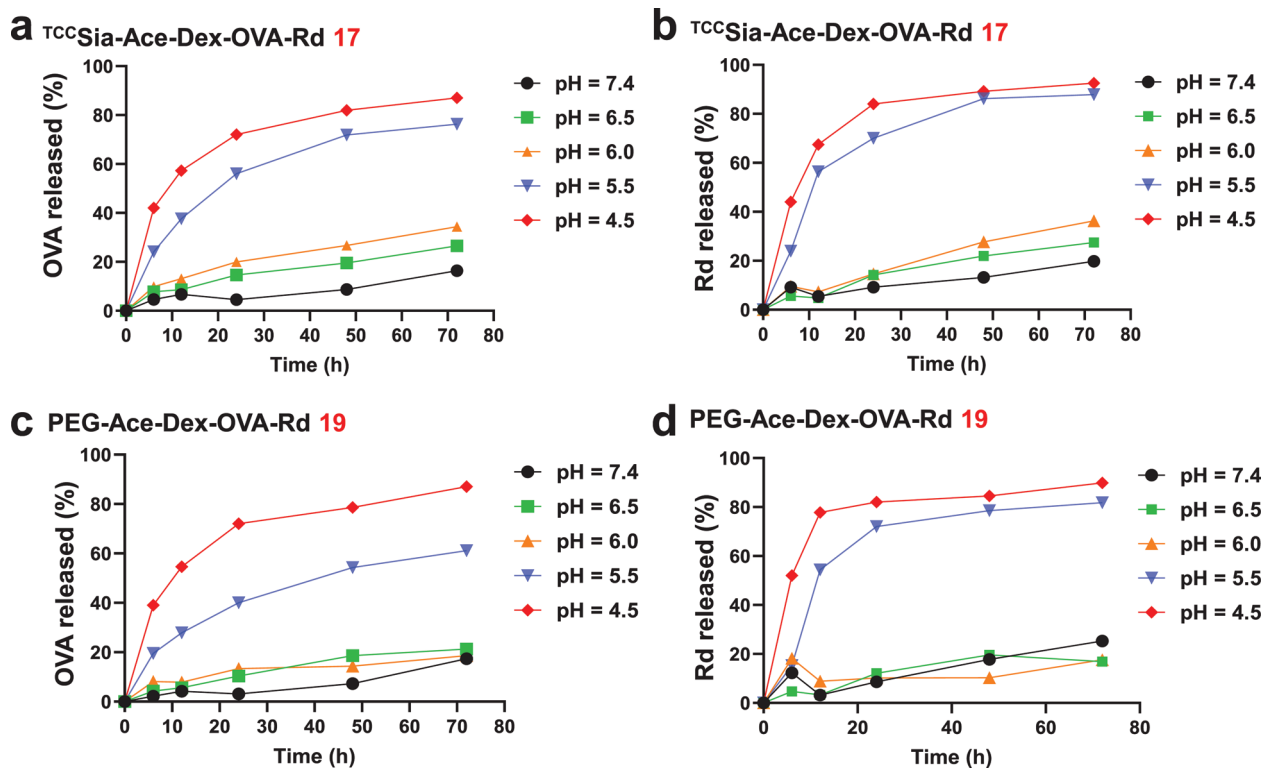 a TCCSia-Ace-Dex-OVA-Rd 17
OVA released (%)
100
80
60
40
20
0
0 10 20 30 40 50 60 70 80
Time (h)
pH = 7.4
pH = 6.5
pH = 6.0
pH = 5.5
pH = 4.5
b TCCSia-Ace-Dex-OVA-Rd 17
Rd released (%)
100
80
60
40
20
0
0 10 20 30 40 50 60 70 80
Time (h)
pH = 7.4
pH = 6.5
pH = 6.0
pH = 5.5
pH = 4.5
c PEG-Ace-Dex-OVA-Rd 19
OVA released (%)
100
80
60
40
20
0
0 10 20 30 40 50 60 70 80
Time (h)
pH = 7.4
pH = 6.5
pH = 6.0
pH = 5.5
pH = 4.5
d PEG-Ace-Dex-OVA-Rd 19
Rd released (%)
100
80
60
40
20
0
0 20 40 60 80
Time (h)
pH = 7.4
pH = 6.5
pH = 6.0
pH = 5.5
pH = 4.5